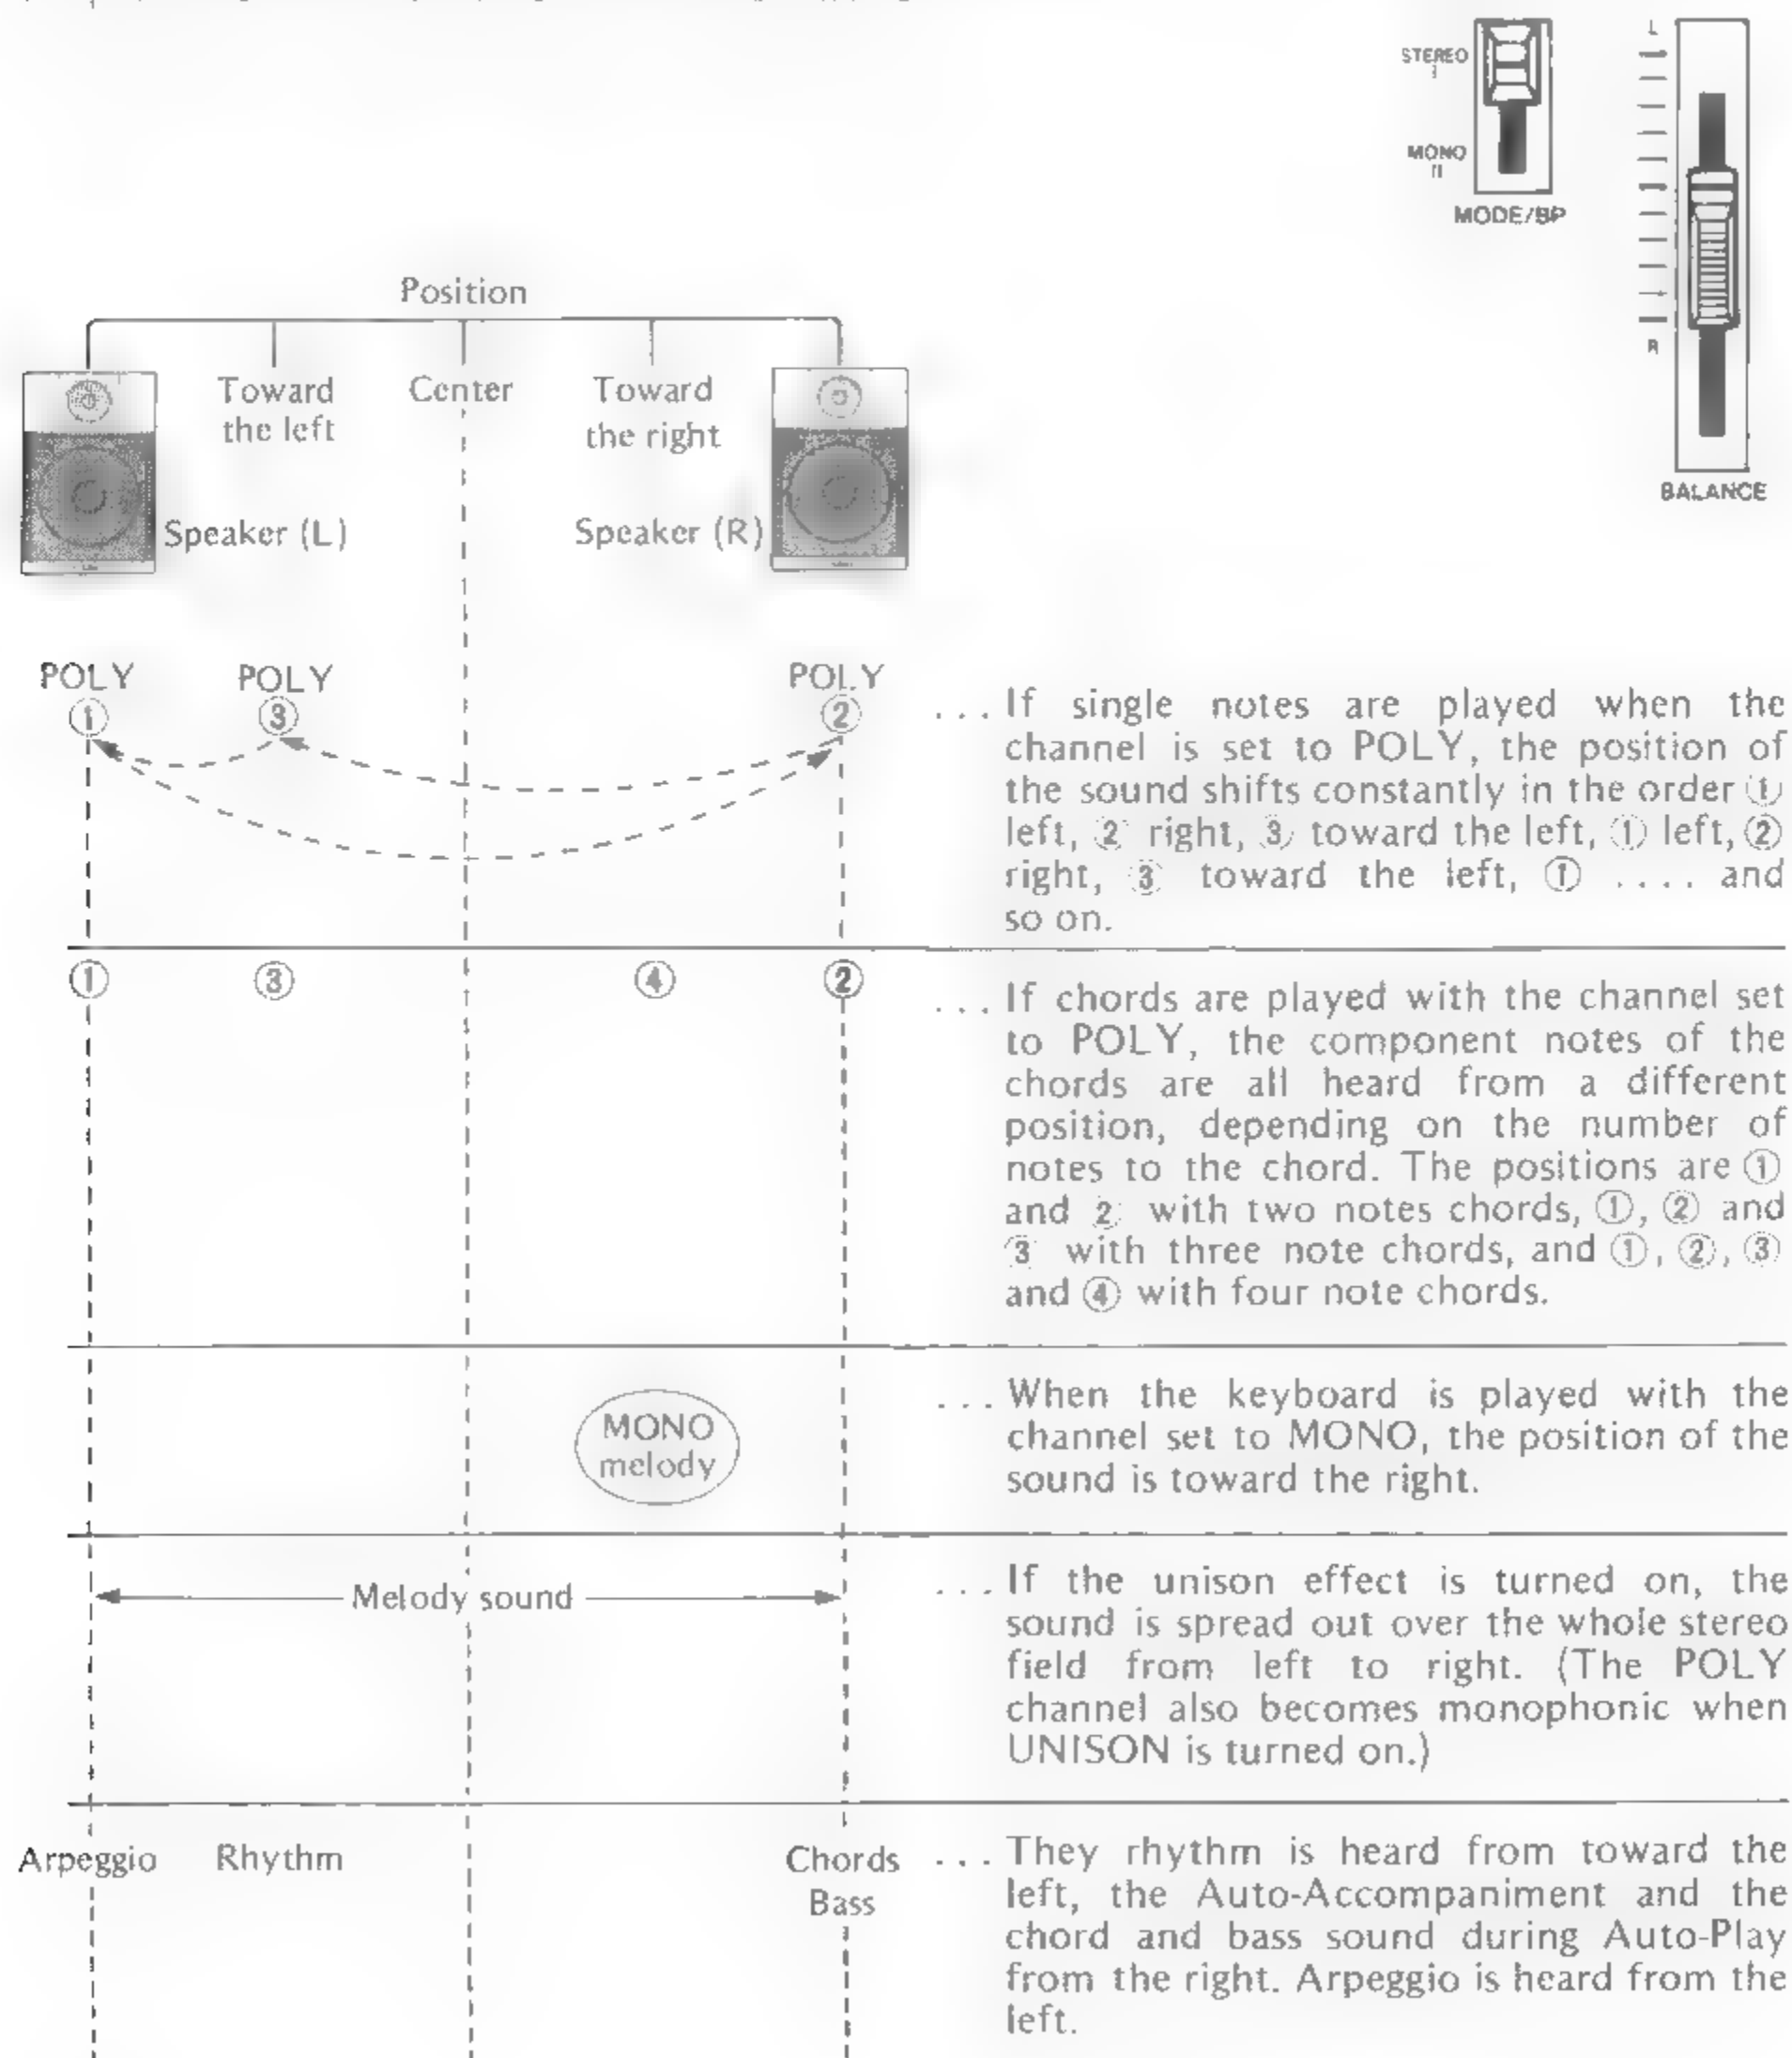 L
STEREO
I
MONO
II
MODE/BP
R
BALANCE
Position
Toward the left
Center
Toward the right
Speaker (L)
Speaker (R)
POLY
①
POLY
③
POLY
②
... If single notes are played when the
channel is set to POLY, the position of
the sound shifts constantly in the order ①
left, ② right, ③ toward the left, ① left, ②
right, ③ toward the left, ① .... and
so on.
① ③ ④ ②
... If chords are played with the channel set
to POLY, the component notes of the
chords are all heard from a different
position, depending on the number of
notes to the chord. The positions are ①
and ② with two notes chords, ①, ② and
③ with three note chords, and ①, ②, ③
and ④ with four note chords.
MONO
melody
... When the keyboard is played with the
channel set to MONO, the position of the
sound is toward the right.
Melody sound
... If the unison effect is turned on, the
sound is spread out over the whole stereo
field from left to right. (The POLY
channel also becomes monophonic when
UNISON is turned on.)
Arpeggio
Rhythm
Chords
Bass
... They rhythm is heard from toward the
left, the Auto-Accompaniment and the
chord and bass sound during Auto-Play
from the right. Arpeggio is heard from the
left.